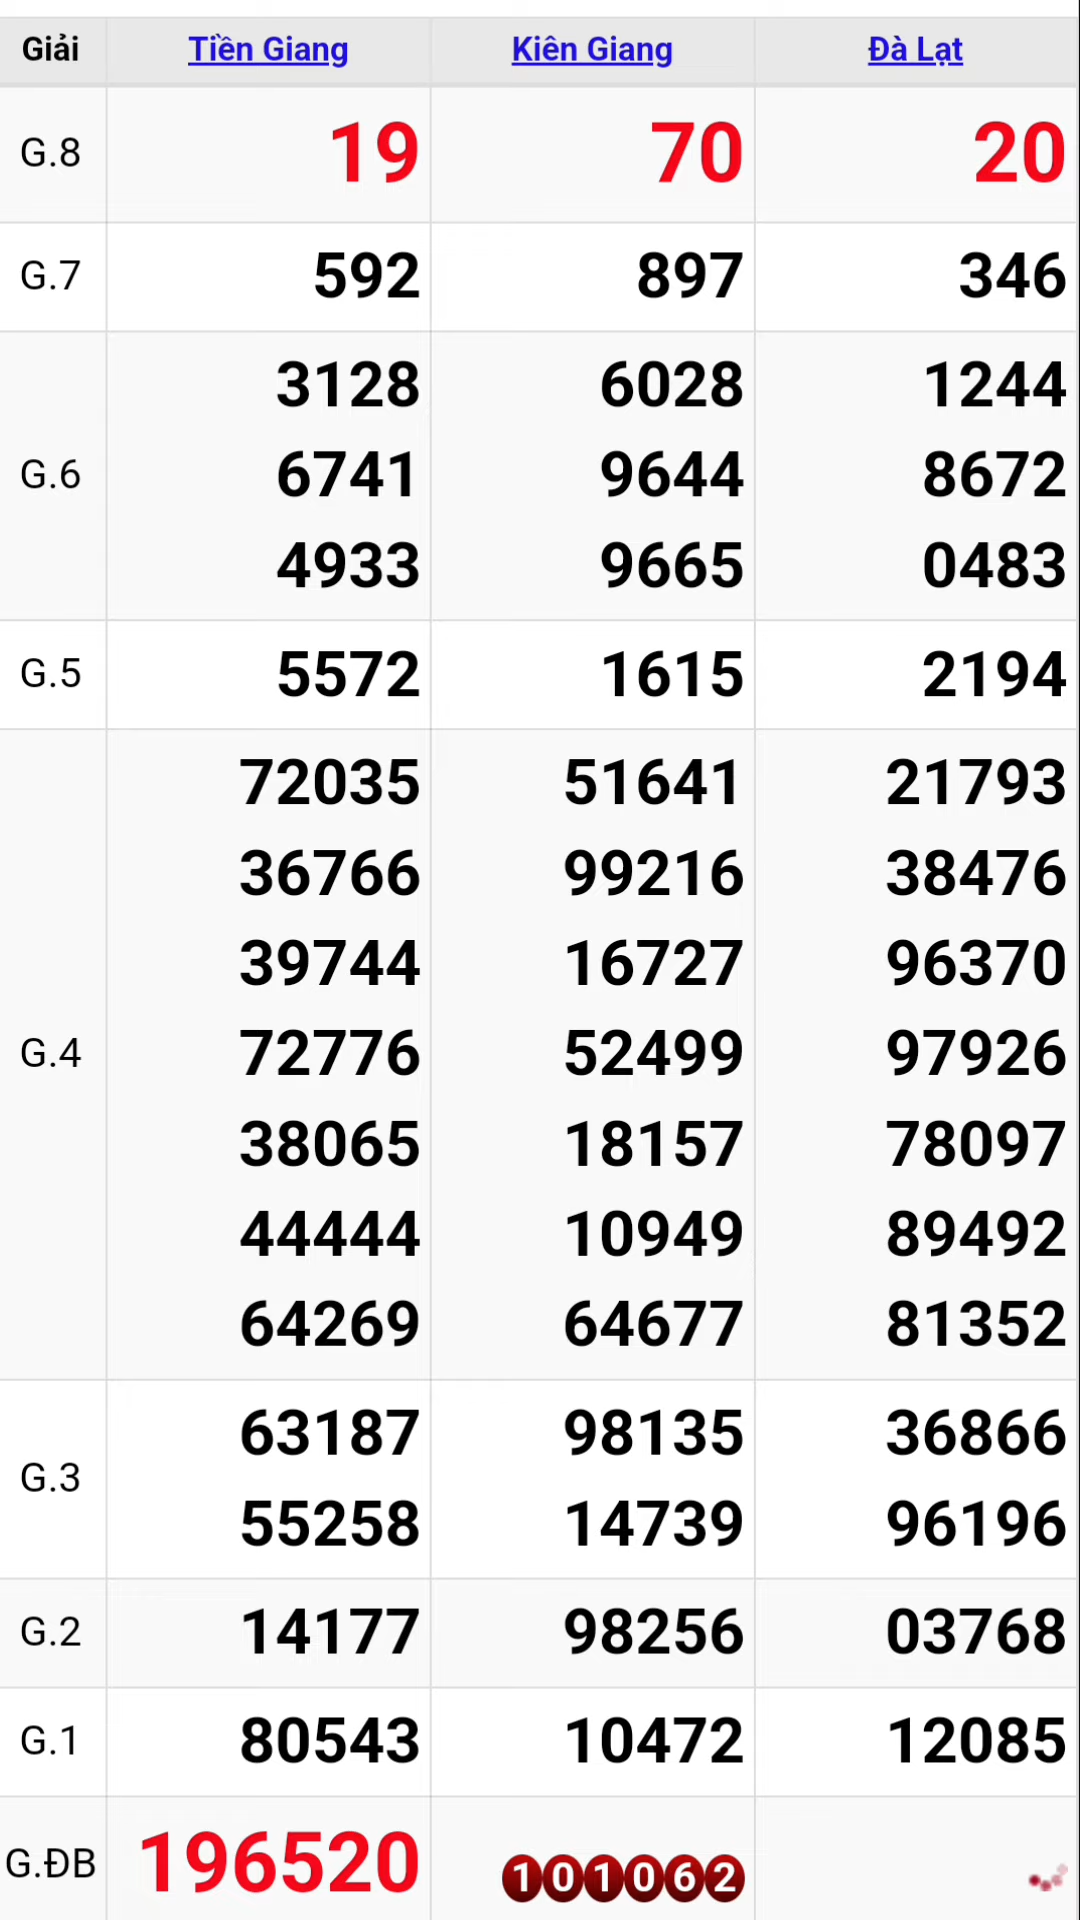 Giải Tiền Giang Kiên Giang Đà Lạt
G.8 19 70 20
G.7 592 897 346
3128 6028 1244
G.6 6741 9644 8672
4933 9665 0483
G.5 5572 1615 2194
72035 51641 21793
36766 99216 38476
39744 16727 96370
G.4 72776 52499 97926
38065 18157 78097
44444 10949 89492
64269 64677 81352
G.3
63187 98135 36866
55258 14739 96196
G.2 14177 98256 03768
G.1 80543 10472 12085
G.ĐB 196520 101062